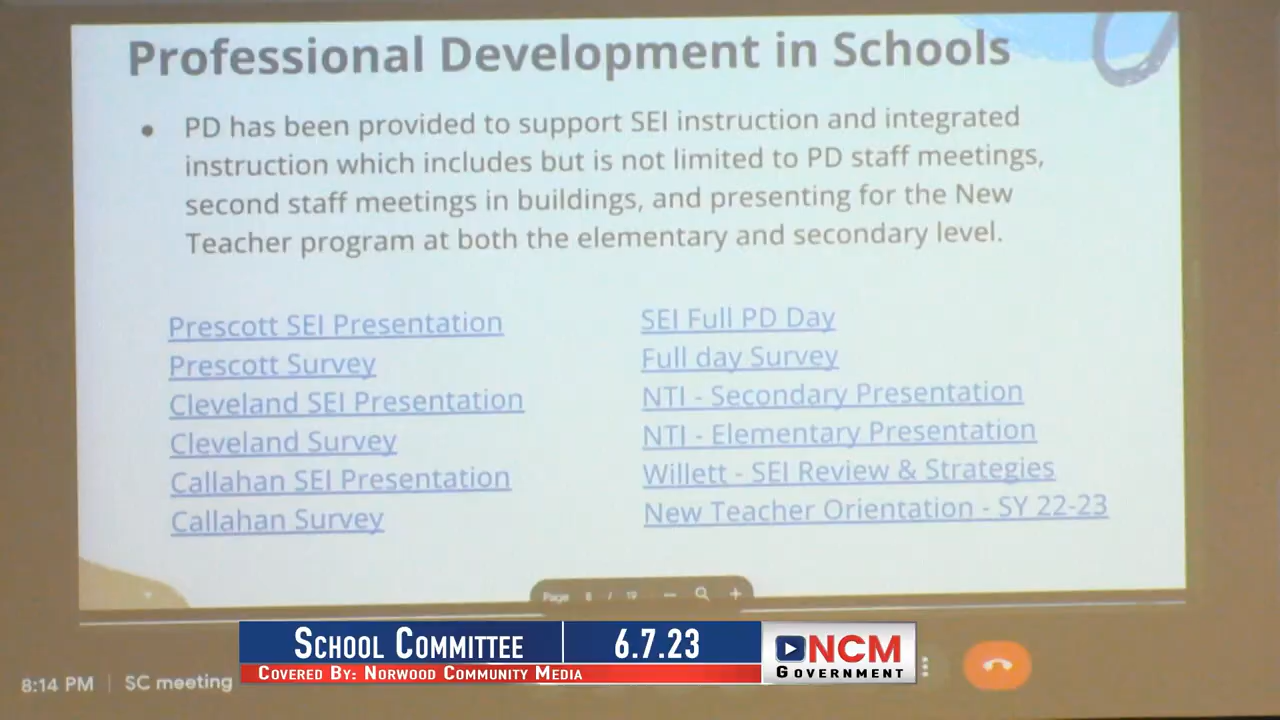 Professional Development in Schools
• PD has been provided to support SEI instruction and integrated
instruction which includes but is not limited to PD staff meetings,
second staff meetings in buildings, and presenting for the New
Teacher program at both the elementary and secondary level.
Prescott SEI Presentation
Prescott Survey
Cleveland SEI Presentation
Cleveland Survey
Callahan SEI Presentation
Callahan Survey
SEI Full PD Day
Full day Survey
NTI - Secondary Presentation
NTI - Elementary Presentation
Willett - SEI Review & Strategies
New Teacher Orientation - SY 22-23
Page 8 / 19 — +
SCHOOL COMMITTEE 6.7.23
NCM
GOVERNMENT
COVERED BY: NORWOOD COMMUNITY MEDIA
8:14 PM | SC meeting